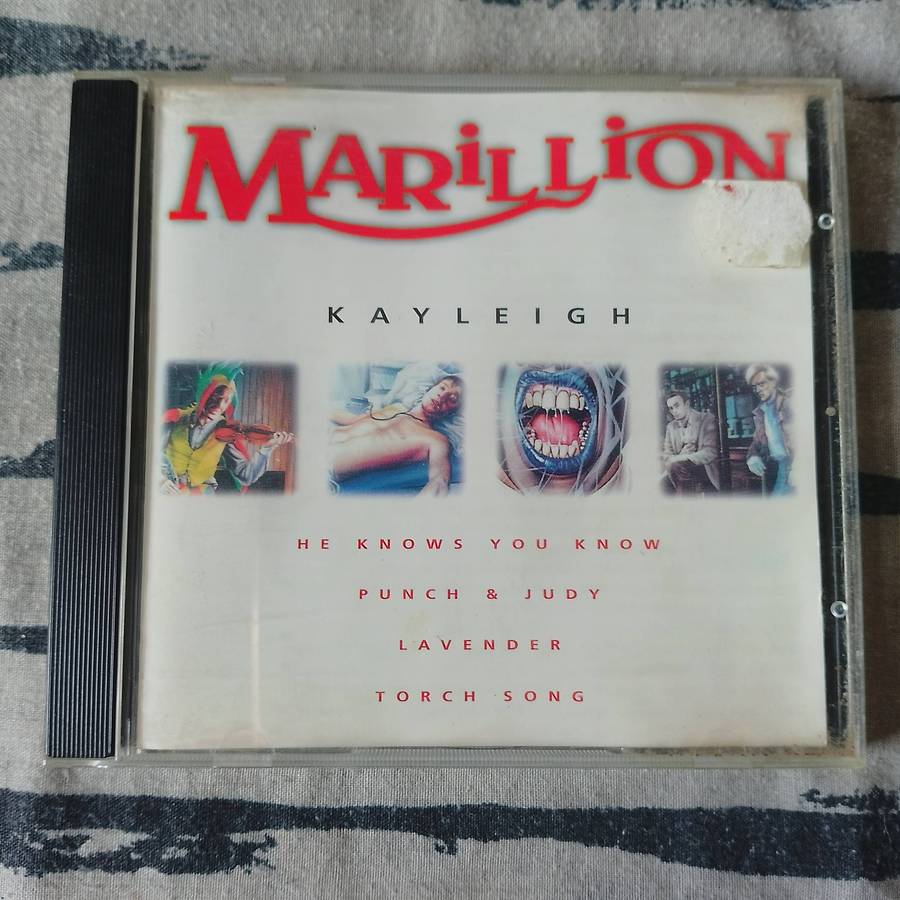 MARILLION
KAYLEIGH
HE KNOWS YOU KNOW
PUNCH & JUDY
LAVENDER
TORCH SONG